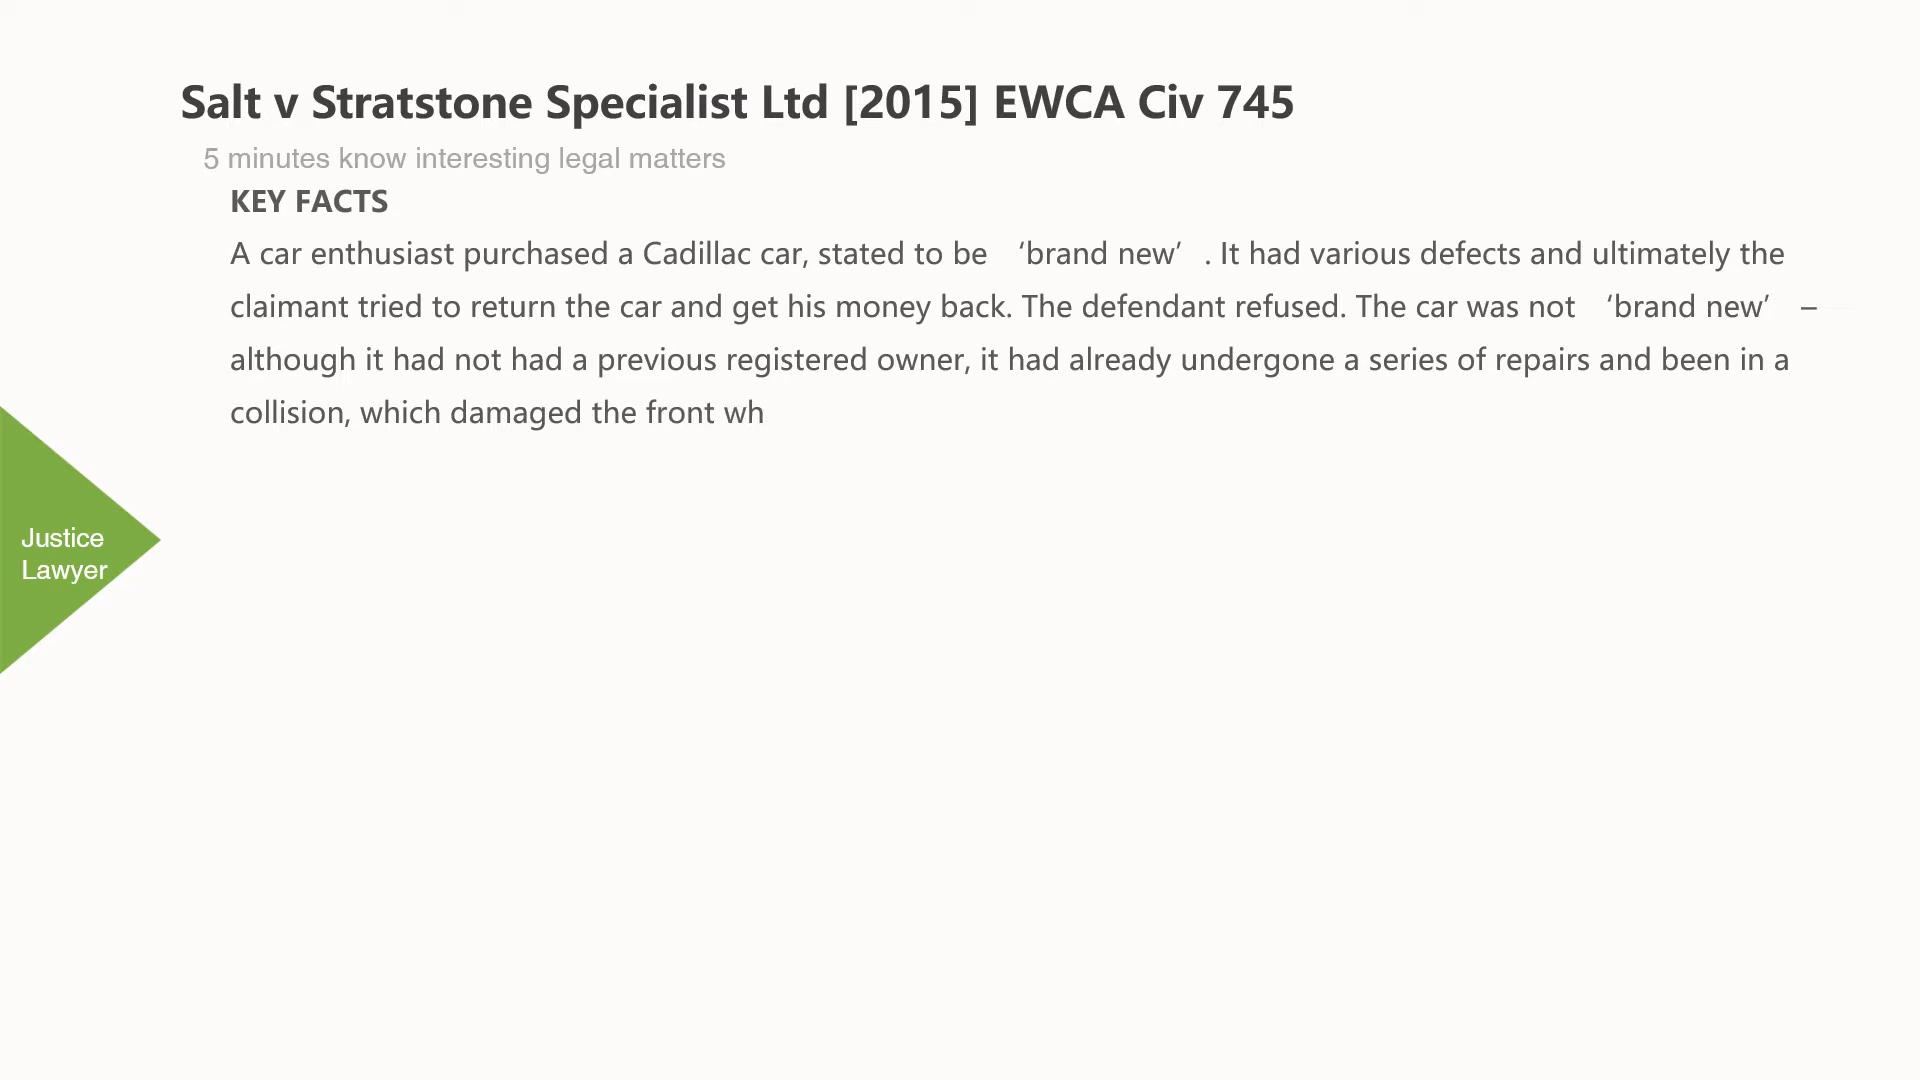 Salt v Stratstone Specialist Ltd [2015] EWCA Civ 745
5 minutes know interesting legal matters
KEY FACTS
A car enthusiast purchased a Cadillac car, stated to be ‘brand new’. It had various defects and ultimately the
claimant tried to return the car and get his money back. The defendant refused. The car was not ‘brand new’ –
although it had not had a previous registered owner, it had already undergone a series of repairs and been in a
collision, which damaged the front wh
Justice
Lawyer